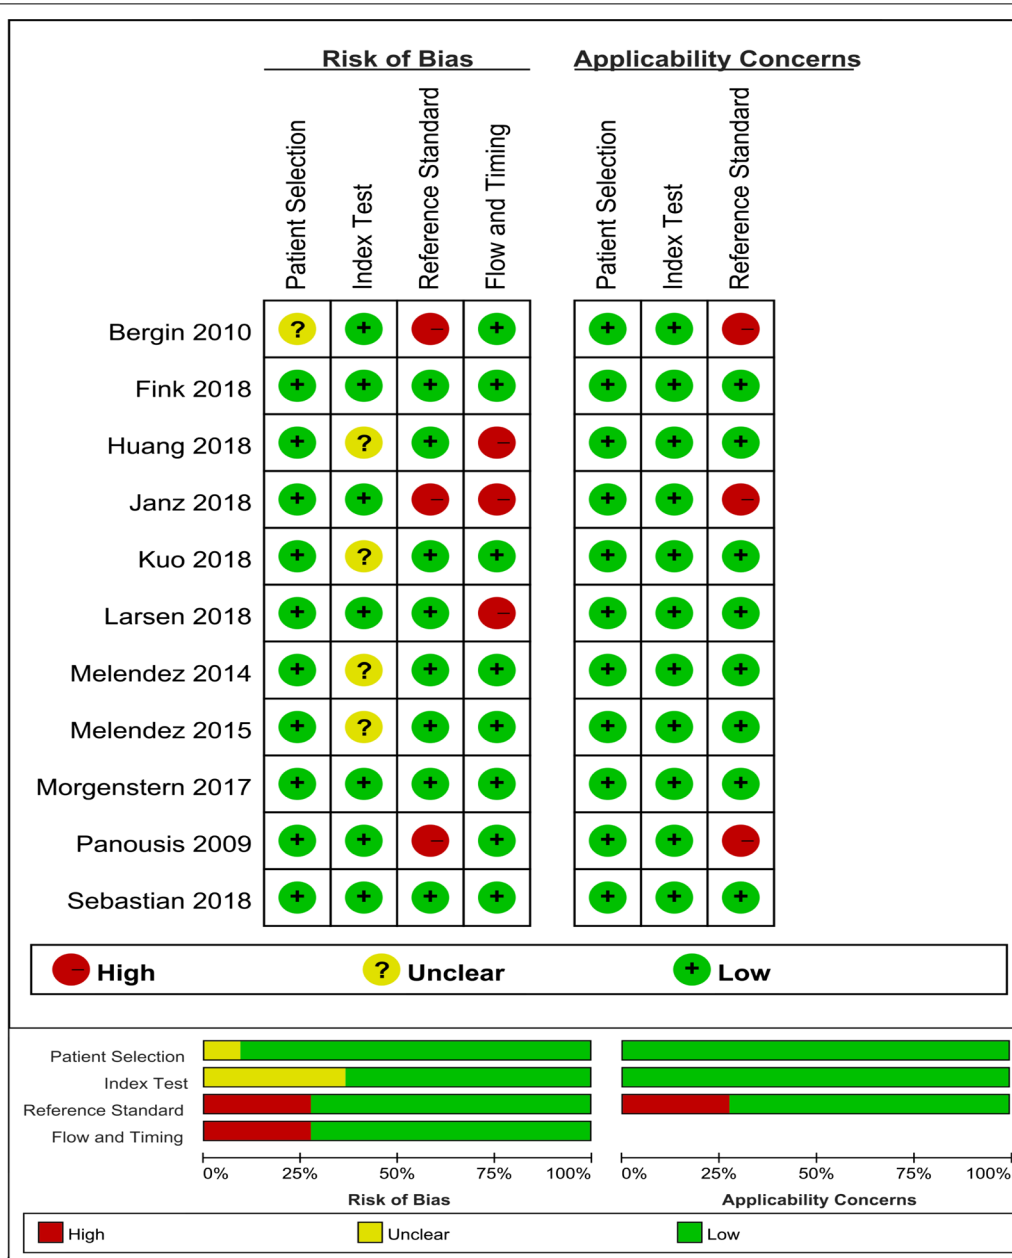 Risk of Bias Applicability Concerns
Patient Selection
Index Test
Reference Standard
Flow and Timing
Patient Selection
Index Test
Reference Standard
Bergin 2010 ? + – + + + –
Fink 2018 + + + + + + +
Huang 2018 + ? + – + + +
Janz 2018 + + – – + + –
Kuo 2018 + ? + + + + +
Larsen 2018 + + + – + + +
Melendez 2014 + ? + + + + +
Melendez 2015 + ? + + + + +
Morgenstern 2017 + + + + + + +
Panousis 2009 + + – + + + –
Sebastian 2018 + + + + + + +
– High ? Unclear + Low
Patient Selection
Index Test
Reference Standard
Flow and Timing
0% 25% 50% 75% 100% 0% 25% 50% 75% 100%
Risk of Bias Applicability Concerns
High Unclear Low